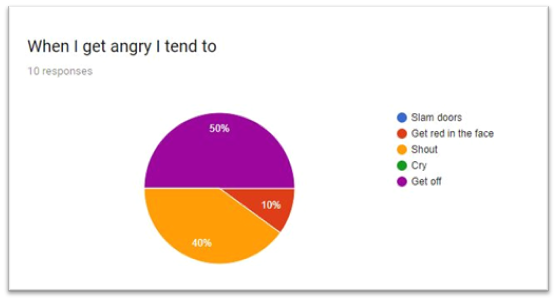 When I get angry I tend to
10 responses
50%
10%
40%
Slam doors
Get red in the face
Shout
Cry
Get off